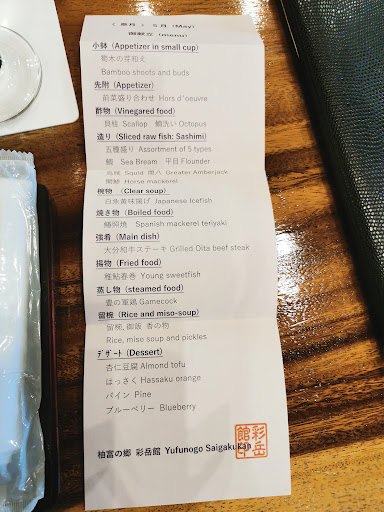 ( 皐月 ) 5 月 (May)
御献立 (menu)
小鉢 (Appetizer in small cup)
筍木の芽和え
Bamboo shoots and buds
先附 (Appetizer)
前菜盛り合わせ Hors d'oeuvre
酢物 (Vinegared food)
貝柱 Scallop 鮹洗い Octopus
造り (Sliced raw fish: Sashimi)
五種盛り Assortment of 5 types
鯛 Sea Bream 平目 Flounder
烏賊 Squid 間八 Greater Amberjack
関鯵 Horse mackerel
椀物 (Clear soup)
白魚黄味揚げ Japanese Icefish
焼き物 (Boiled food)
鰆照焼 Spanish mackerel teriyaki
強肴 (Main dish)
大分和牛ステーキ Grilled Oita beef steak
揚物 (Fried food)
稚鮎春巻 Young sweetfish
蒸し物 (steamed food)
豊の軍鶏 Gamecock
留椀 (Rice and miso-soup)
留椀, 御飯 香の物
Rice, miso soup and pickles
デザート (Dessert)
杏仁豆腐 Almond tofu
はっさく Hassaku orange
パイン Pine
ブルーベリー Blueberry
柚富の郷 彩岳館 Yufunogo Saigakukan
彩岳館